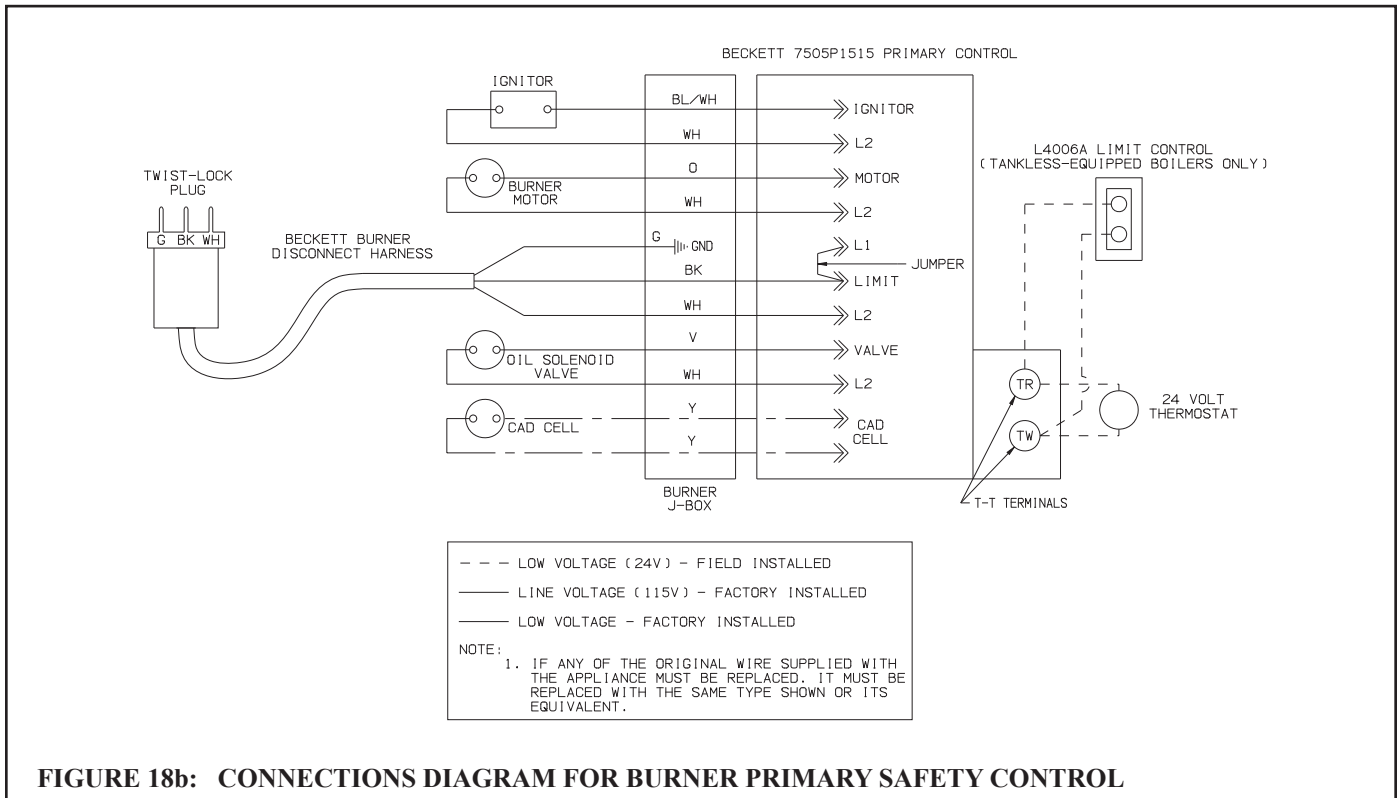 BECKETT 7505P1515 PRIMARY CONTROL
IGNITOR
BL/WH
IGNITOR
WH
L2
L4006A LIMIT CONTROL
(TANKLESS-EQUIPPED BOILERS ONLY)
TWIST-LOCK
PLUG
G BK WH
BURNER
MOTOR
O
MOTOR
WH
L2
BECKETT BURNER
DISCONNECT HARNESS
G
GND
L1
JUMPER
BK
LIMIT
WH
L2
OIL SOLENOID
VALVE
V
VALVE
WH
L2
CAD CELL
Y
Y
CAD
CELL
TR
TW
24 VOLT
THERMOSTAT
T-T TERMINALS
BURNER
J-BOX
LOW VOLTAGE (24V) - FIELD INSTALLED
LINE VOLTAGE (115V) - FACTORY INSTALLED
LOW VOLTAGE - FACTORY INSTALLED
NOTE:
1. IF ANY OF THE ORIGINAL WIRE SUPPLIED WITH
THE APPLIANCE MUST BE REPLACED. IT MUST BE
REPLACED WITH THE SAME TYPE SHOWN OR ITS
EQUIVALENT.
FIGURE 18b: CONNECTIONS DIAGRAM FOR BURNER PRIMARY SAFETY CONTROL